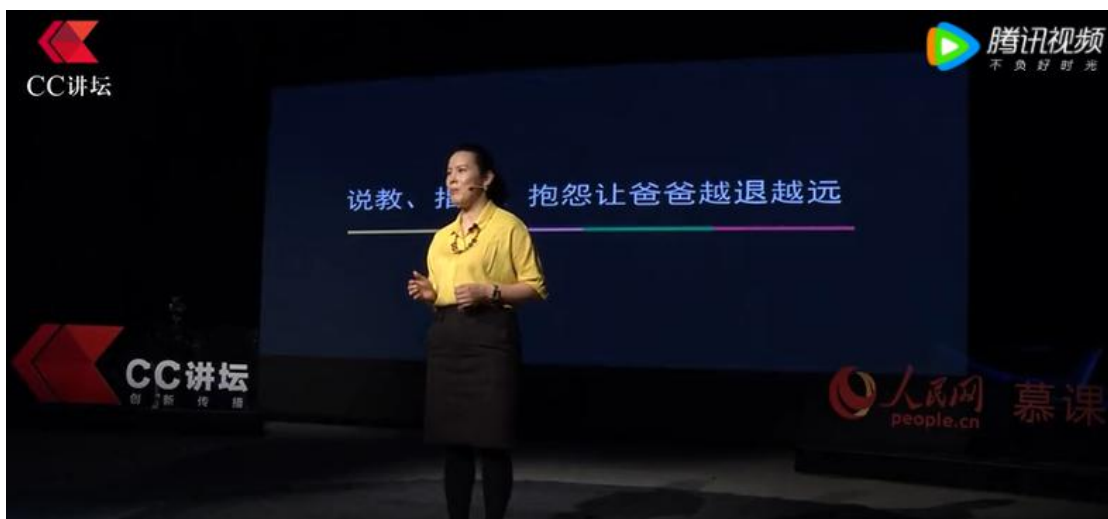 CC讲坛
腾讯视频
不负好时光
说教、 抱怨让爸爸越退越远
CC讲坛
创新传播
人民网
people.cn
慕课